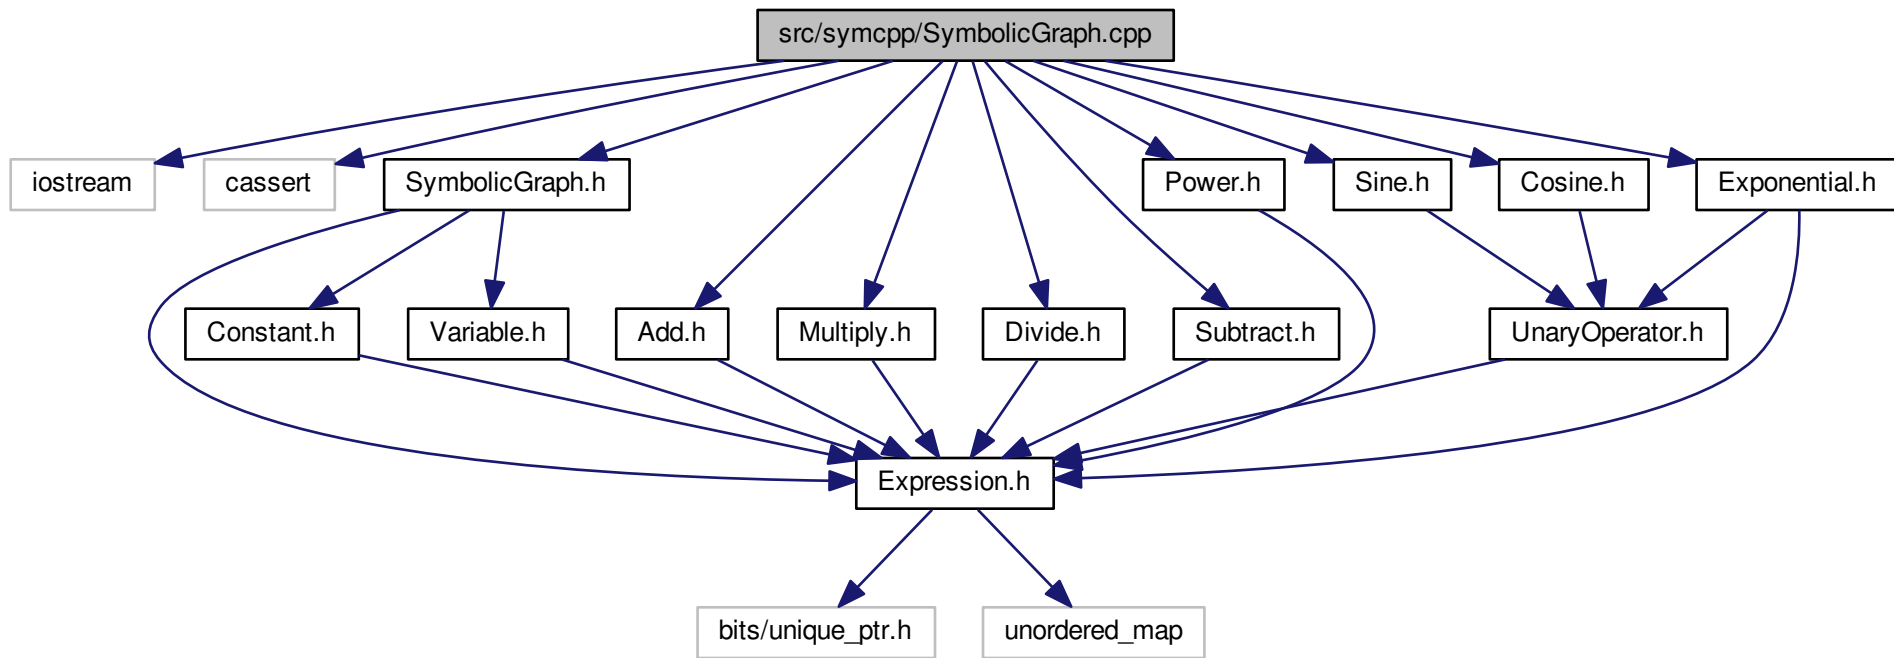 src/symcpp/SymbolicGraph.cpp
iostream
cassert
SymbolicGraph.h
Power.h
Sine.h
Cosine.h
Exponential.h
Constant.h
Variable.h
Add.h
Multiply.h
Divide.h
Subtract.h
UnaryOperator.h
Expression.h
bits/unique_ptr.h
unordered_map